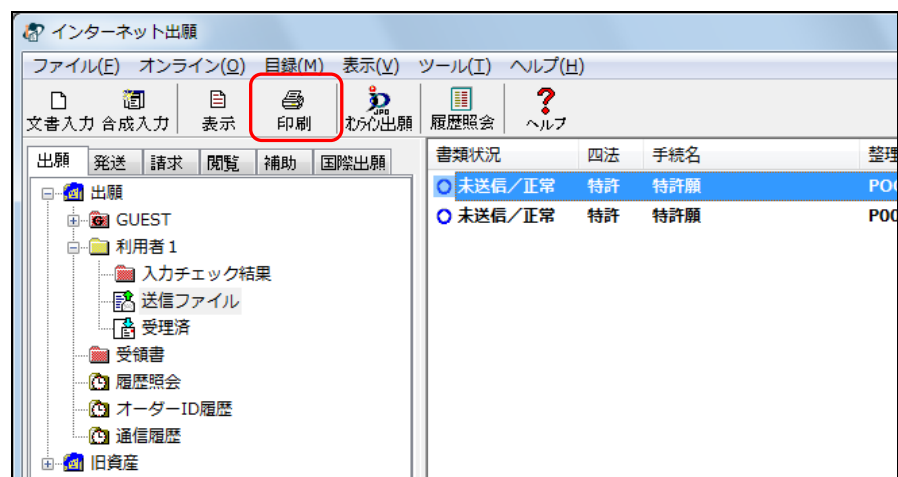 インターネット出願
ファイル(F) オンライン(O) 目録(M) 表示(V) ツール(T) ヘルプ(H)
文書入力 合成入力 表示 印刷 オンライン出願 履歴照会 ヘルプ
出願 発送 請求 閲覧 補助 国際出願
書類状況 四法 手続名 整理
出願
未送信/正常 特許 特許願 P00
GUEST
未送信/正常 特許 特許願 P00
利用者1
入力チェック結果
送信ファイル
受理済
受領書
履歴照会
オーダーID履歴
通信履歴
旧資産